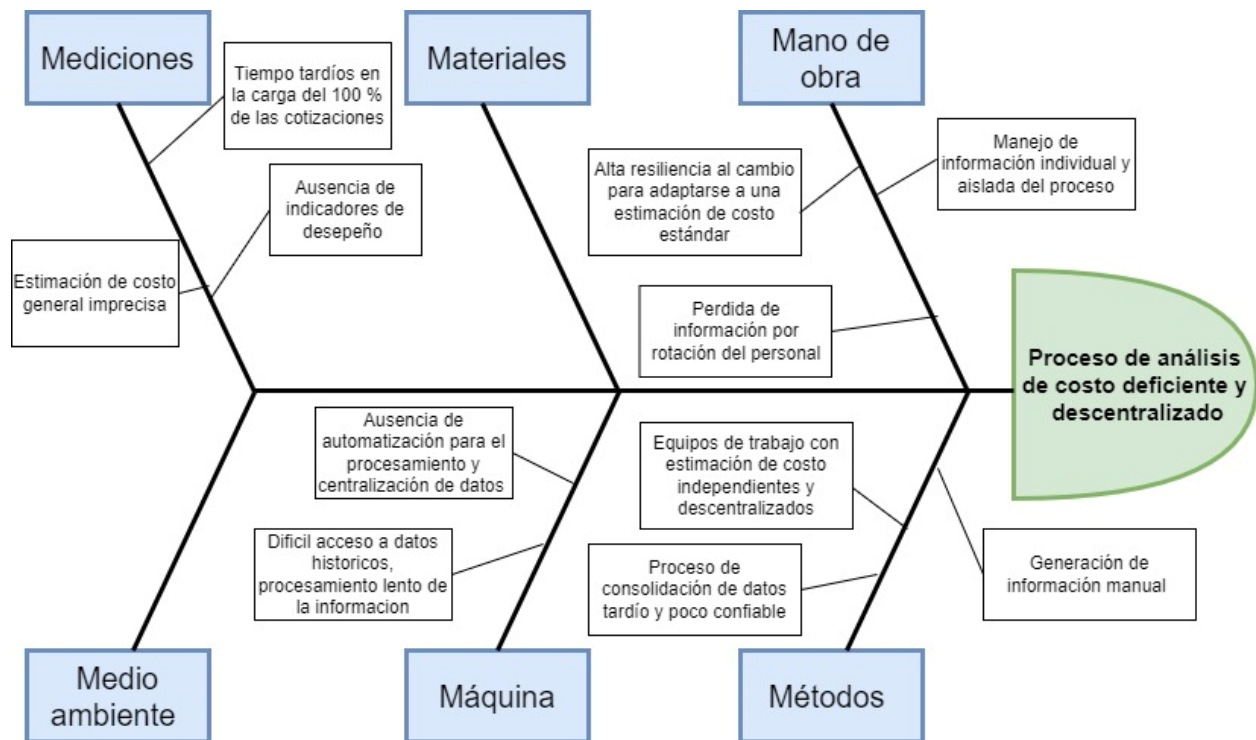 Mediciones
Materiales
Mano de
obra
Tiempo tardíos en
la carga del 100 %
de las cotizaciones
Ausencia de
indicadores de
desepeño
Estimación de costo
general imprecisa
Alta resiliencia al cambio
para adaptarse a una
estimación de costo
estándar
Manejo de
información individual y
aislada del proceso
Perdida de
información por
rotación del personal
Proceso de análisis
de costo deficiente y
descentralizado
Ausencia de
automatización para el
procesamiento y
centralización de datos
Dificil acceso a datos
historicos,
procesamiento lento de
la informacion
Equipos de trabajo con
estimación de costo
independientes y
descentralizados
Proceso de
consolidación de datos
tardío y poco confiable
Generación de
información manual
Medio
ambiente
Máquina
Métodos